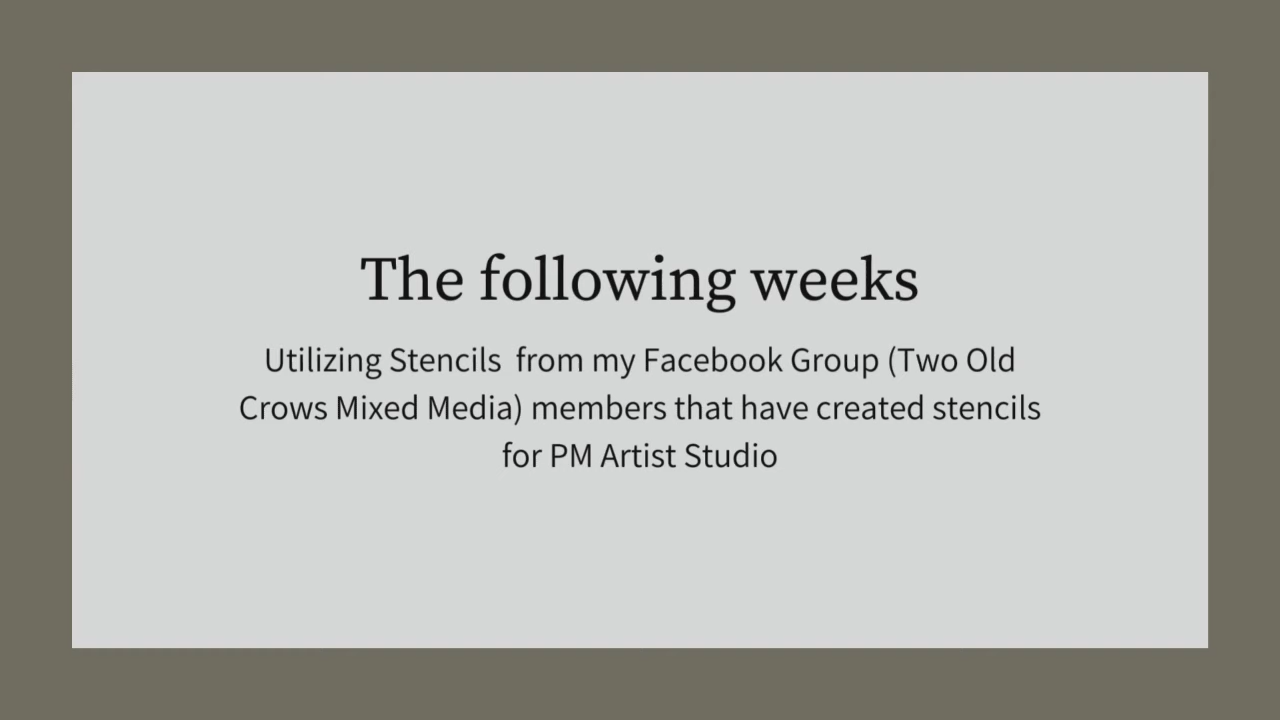 The following weeks
Utilizing Stencils  from my Facebook Group (Two Old
Crows Mixed Media) members that have created stencils
for PM Artist Studio